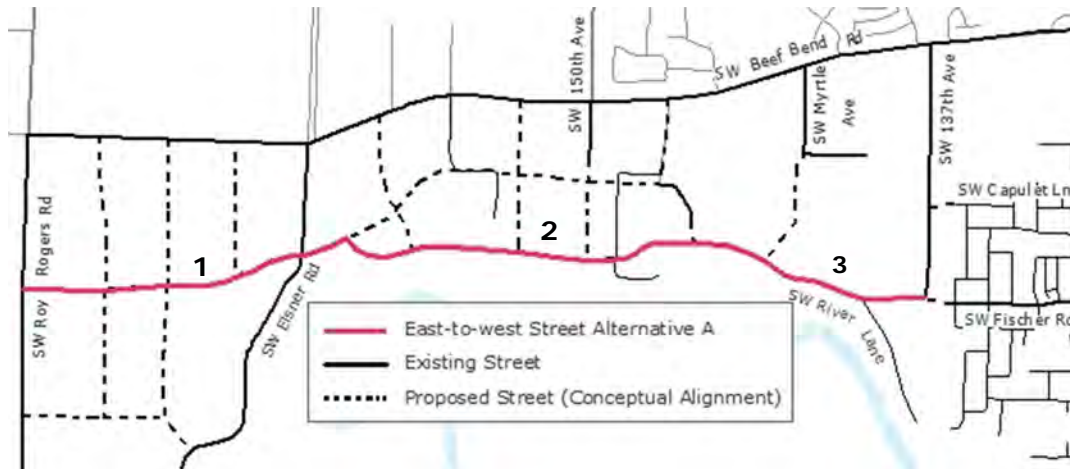 SW Beef Bend Rd
SW 150th Ave
SW Myrtle
Ave
SW 137th Ave
SW Capulet Ln
SW Roy Rogers Rd
1
2
3
SW Elsner Rd
SW River Lane
SW Fischer Rd
East-to-west Street Alternative A
Existing Street
Proposed Street (Conceptual Alignment)